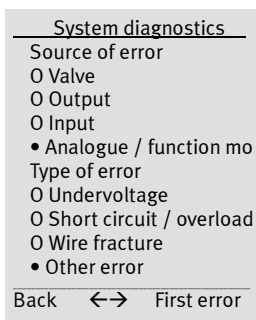 System diagnostics
Source of error
O Valve
O Output
O Input
• Analogue / function mo
Type of error
O Undervoltage
O Short circuit / overload
O Wire fracture
• Other error
Back ←→ First error